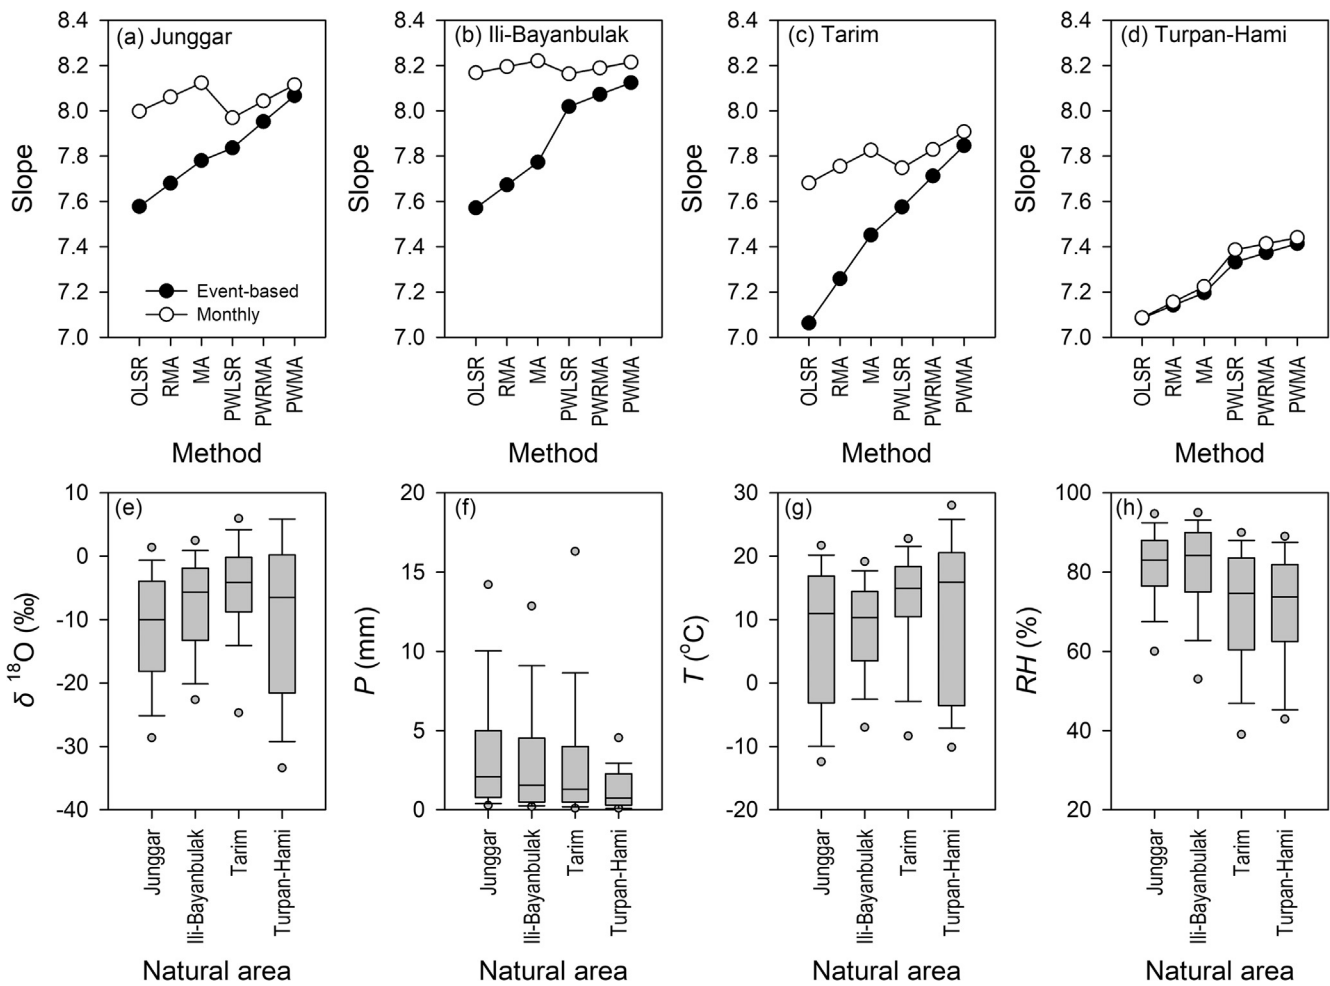 (a) Junggar
8.4
8.2
8.0
7.8
7.6
7.4
7.2
7.0
Slope
Event-based
Monthly
OLSR
RMA
MA
PWLSR
PWRMA
PWMA
Method
(b) Ili-Bayanbulak
8.4
8.2
8.0
7.8
7.6
7.4
7.2
7.0
Slope
OLSR
RMA
MA
PWLSR
PWRMA
PWMA
Method
(c) Tarim
8.4
8.2
8.0
7.8
7.6
7.4
7.2
7.0
Slope
OLSR
RMA
MA
PWLSR
PWRMA
PWMA
Method
(d) Turpan-Hami
8.4
8.2
8.0
7.8
7.6
7.4
7.2
7.0
Slope
OLSR
RMA
MA
PWLSR
PWRMA
PWMA
Method
(e)
10
0
-10
-20
-30
-40
δ 18O (‰)
Junggar
Ili-Bayanbulak
Tarim
Turpan-Hami
Natural area
(f)
20
15
10
5
0
P (mm)
Junggar
Ili-Bayanbulak
Tarim
Turpan-Hami
Natural area
(g)
30
20
10
0
-10
-20
T (oC)
Junggar
Ili-Bayanbulak
Tarim
Turpan-Hami
Natural area
(h)
100
80
60
40
20
RH (%)
Junggar
Ili-Bayanbulak
Tarim
Turpan-Hami
Natural area